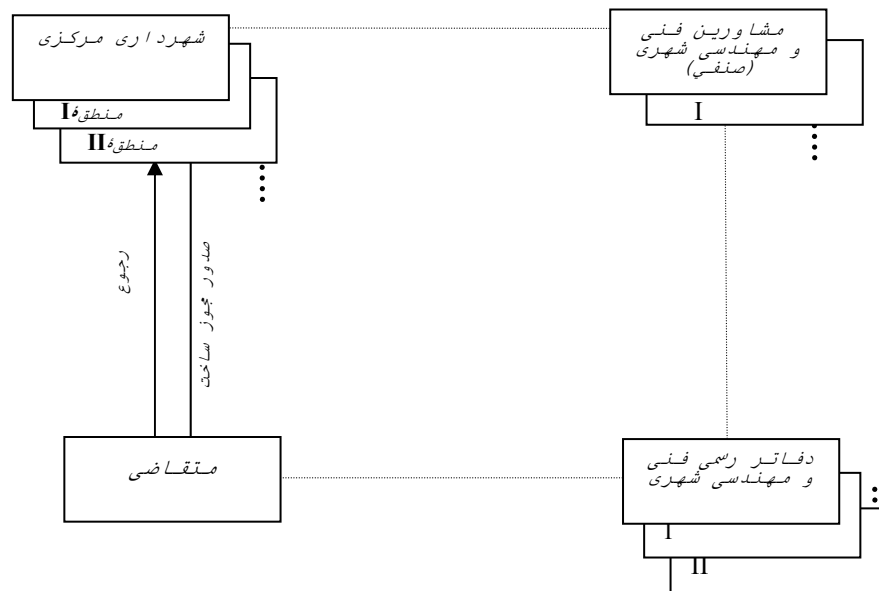 شهرداری مرکزی
منطقهٔ I
منطقهٔ II
مشاورین فنی
و مهندسی شهری
(صنفي)
I
رجوع
صدور مجوز ساخت
متقاضی
دفاتر رسمی فنی
و مهندسی شهری
I
II